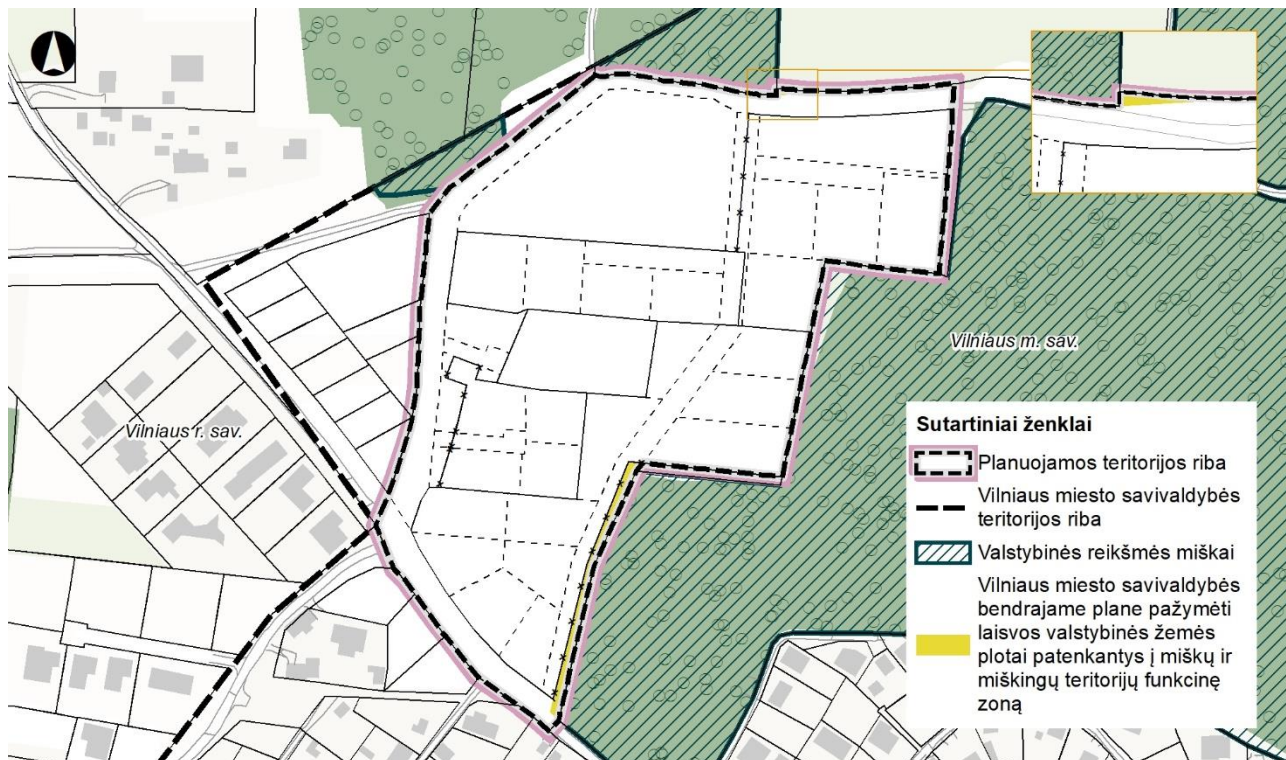 Vilniaus m. sav.
Vilniaus r. sav.
Sutartiniai ženklai
Planuojamos teritorijos riba
Vilniaus miesto savivaldybės
teritorijos riba
Valstybinės reikšmės miškai
Vilniaus miesto savivaldybės
bendrajame plane pažymėti
laisvos valstybinės žemės
plotai patenkantys į miškų ir
miškingų teritorijų funkcinę
zoną